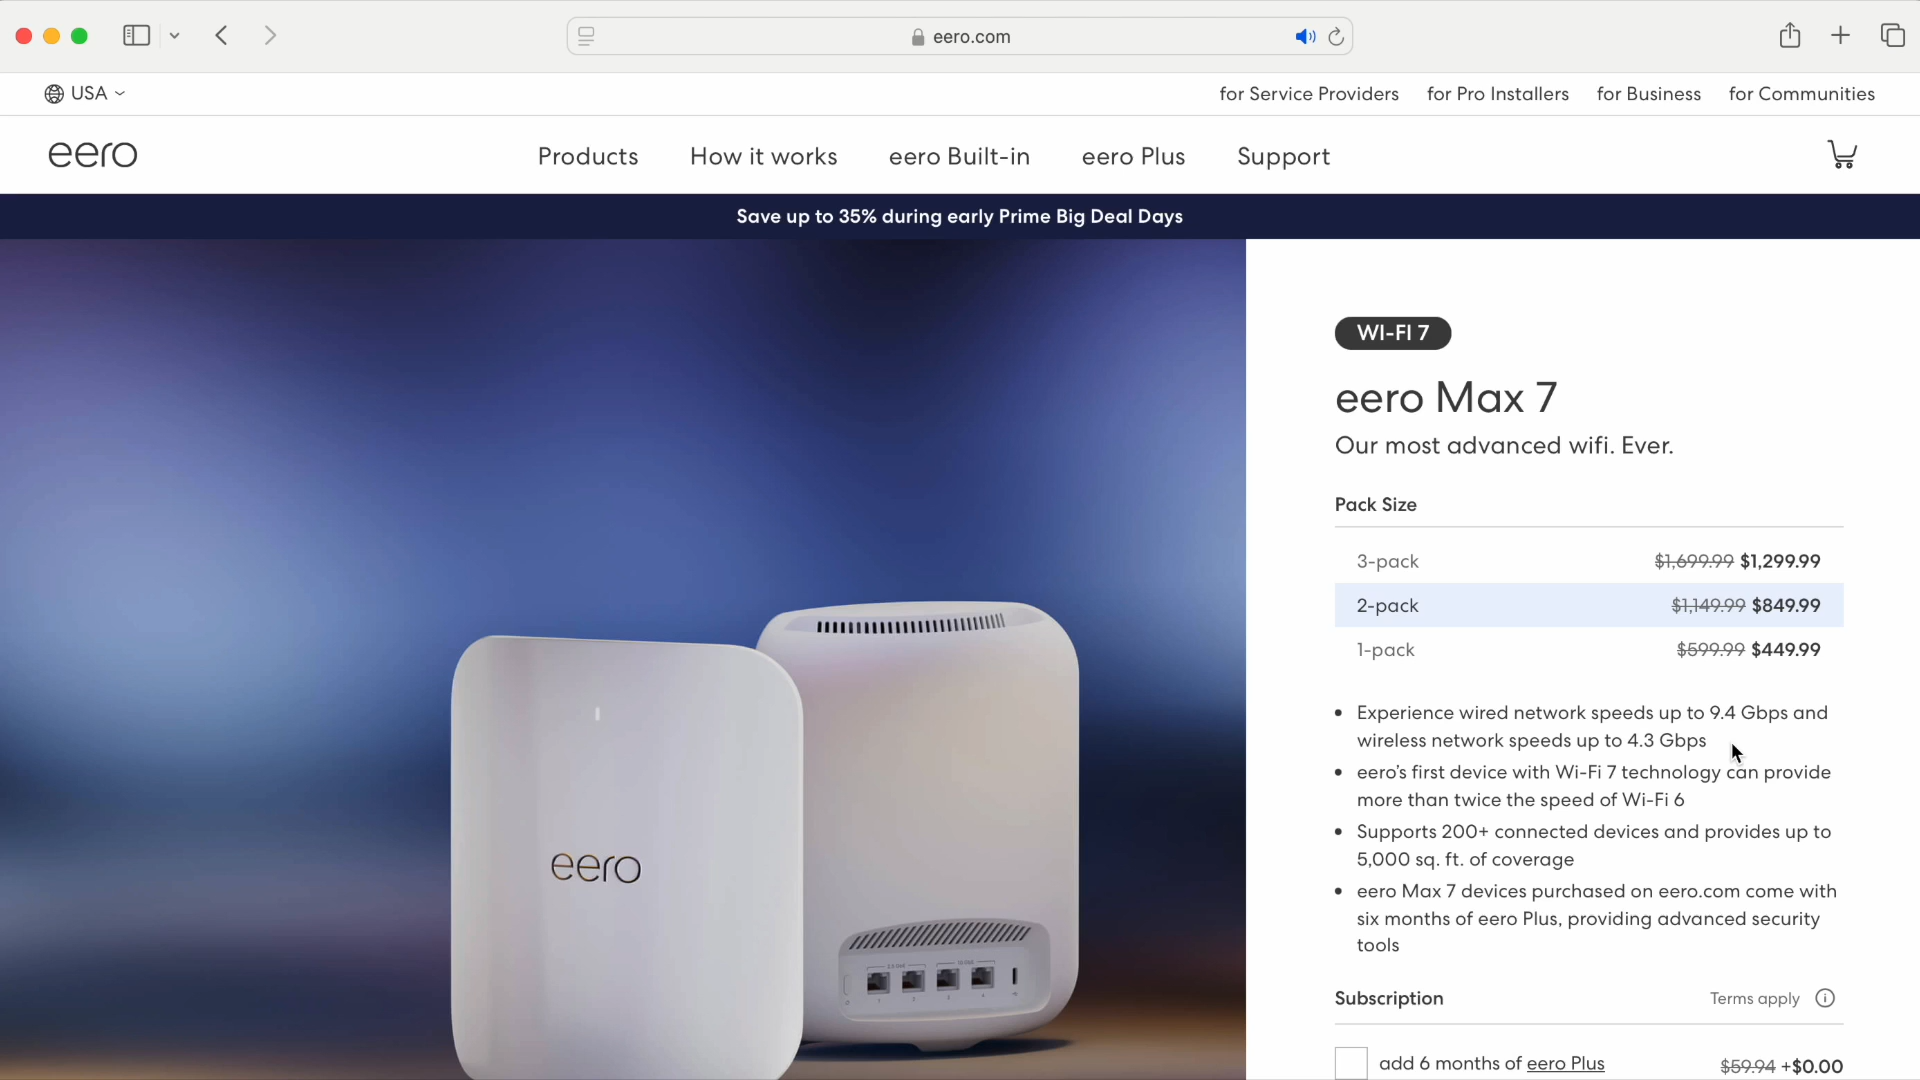 eero.com
USA
for Service Providers
for Pro Installers
for Business
for Communities
eero
Products
How it works
eero Built-in
eero Plus
Support
Save up to 35% during early Prime Big Deal Days
WI-FI 7
eero Max 7
Our most advanced wifi. Ever.
Pack Size
3-pack $1,699.99 $1,299.99
2-pack $1,149.99 $849.99
1-pack $599.99 $449.99
• Experience wired network speeds up to 9.4 Gbps and
wireless network speeds up to 4.3 Gbps
• eero’s first device with Wi-Fi 7 technology can provide
more than twice the speed of Wi-Fi 6
• Supports 200+ connected devices and provides up to
5,000 sq. ft. of coverage
• eero Max 7 devices purchased on eero.com come with
six months of eero Plus, providing advanced security
tools
Subscription
Terms apply
add 6 months of eero Plus
$59.94 +$0.00
eero